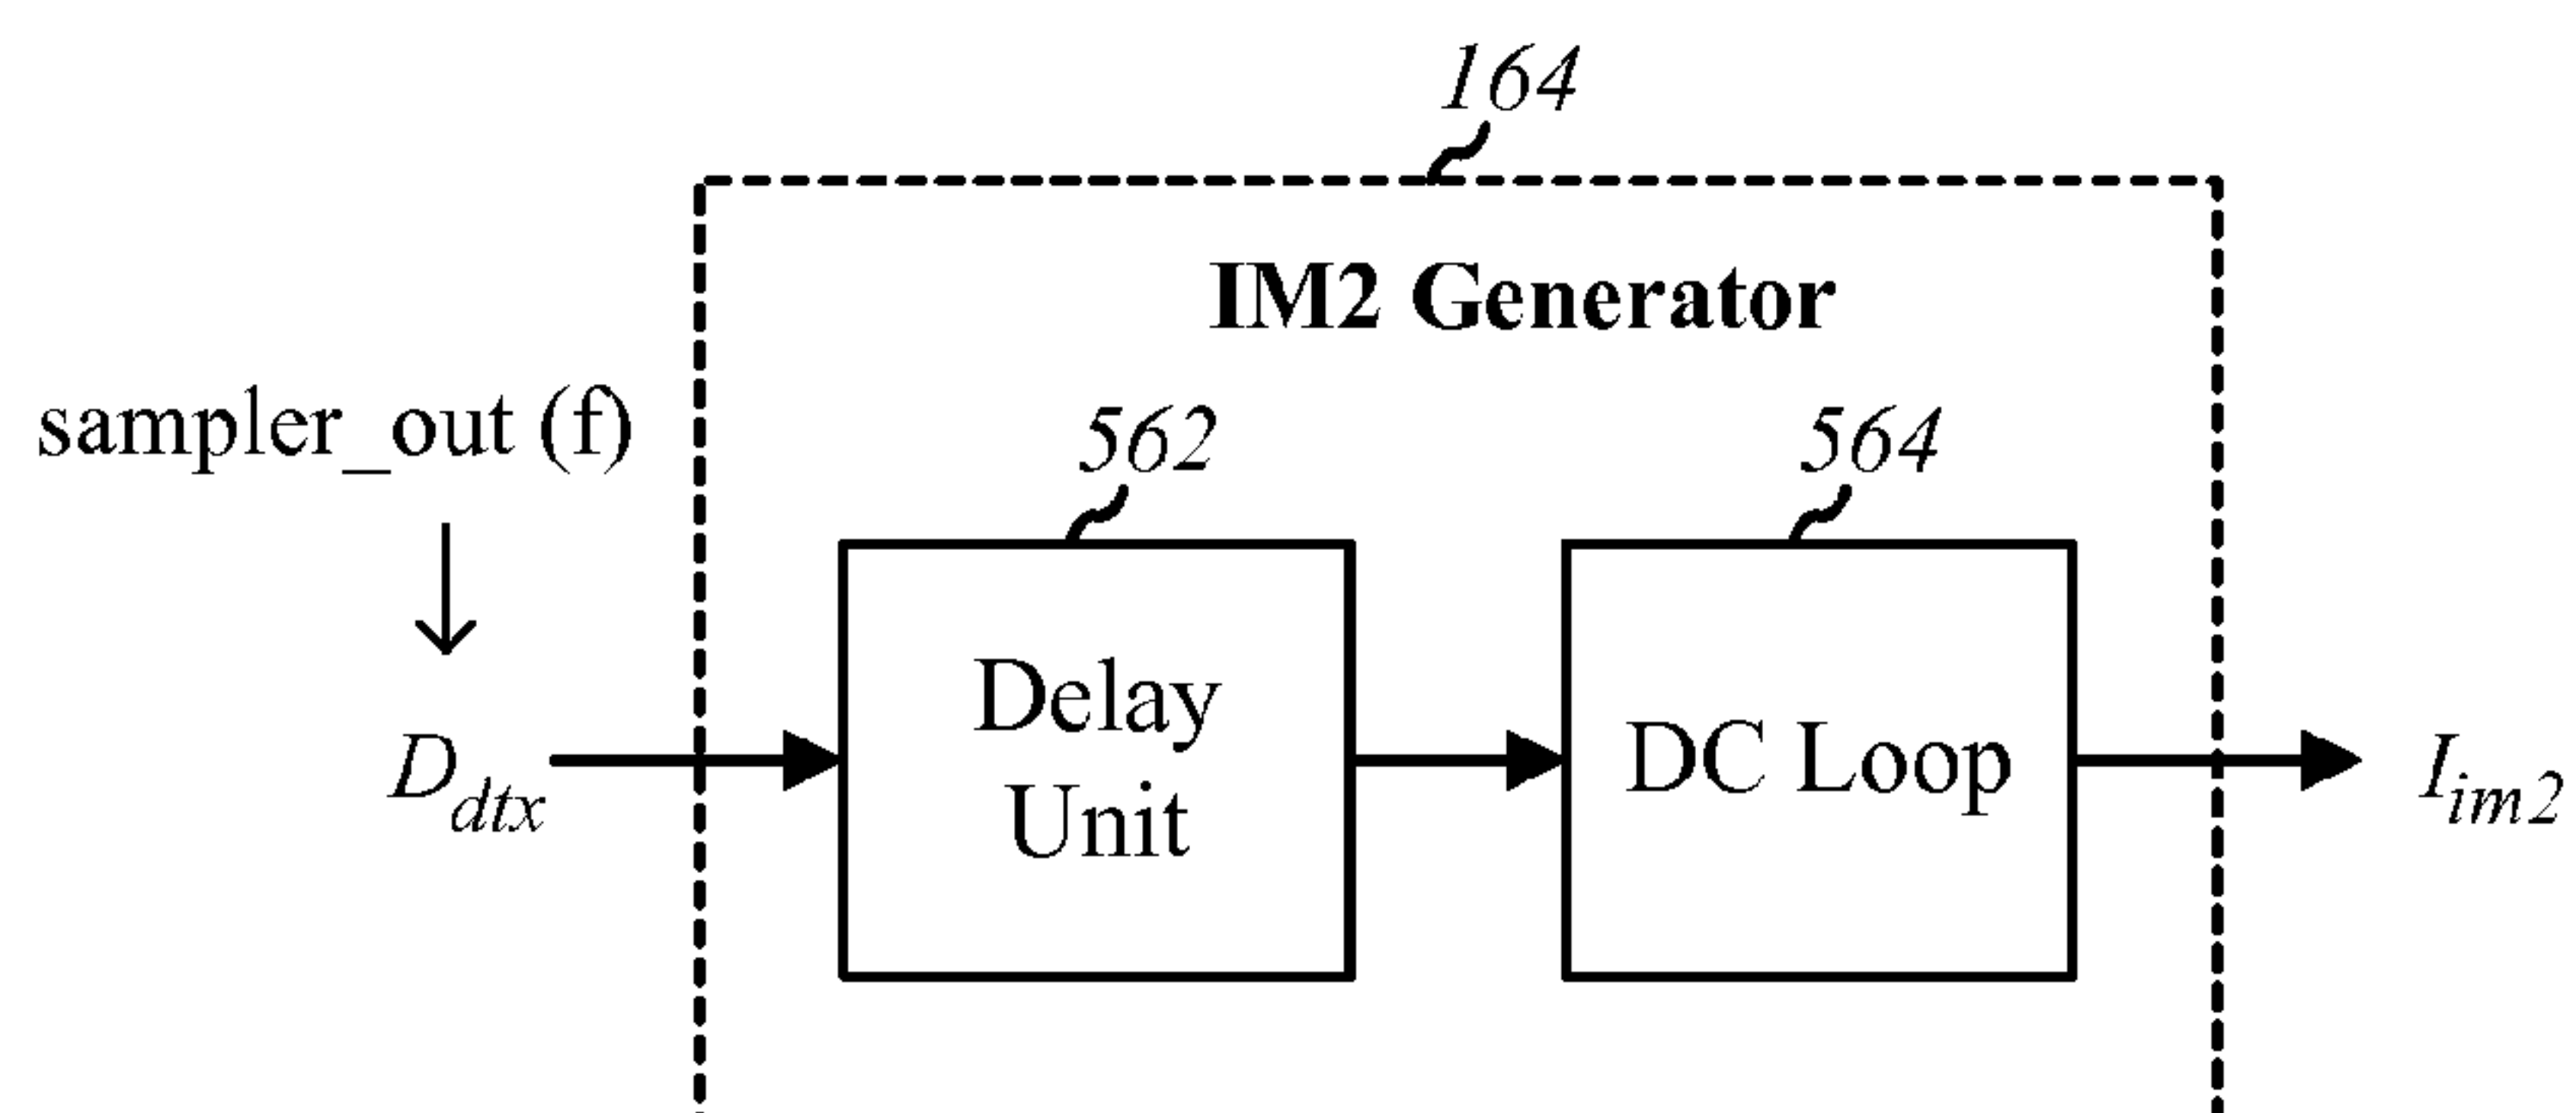 164
IM2 Generator
sampler_out (f)
562
564
Delay
Unit
DC Loop
D_dtx
I_im2